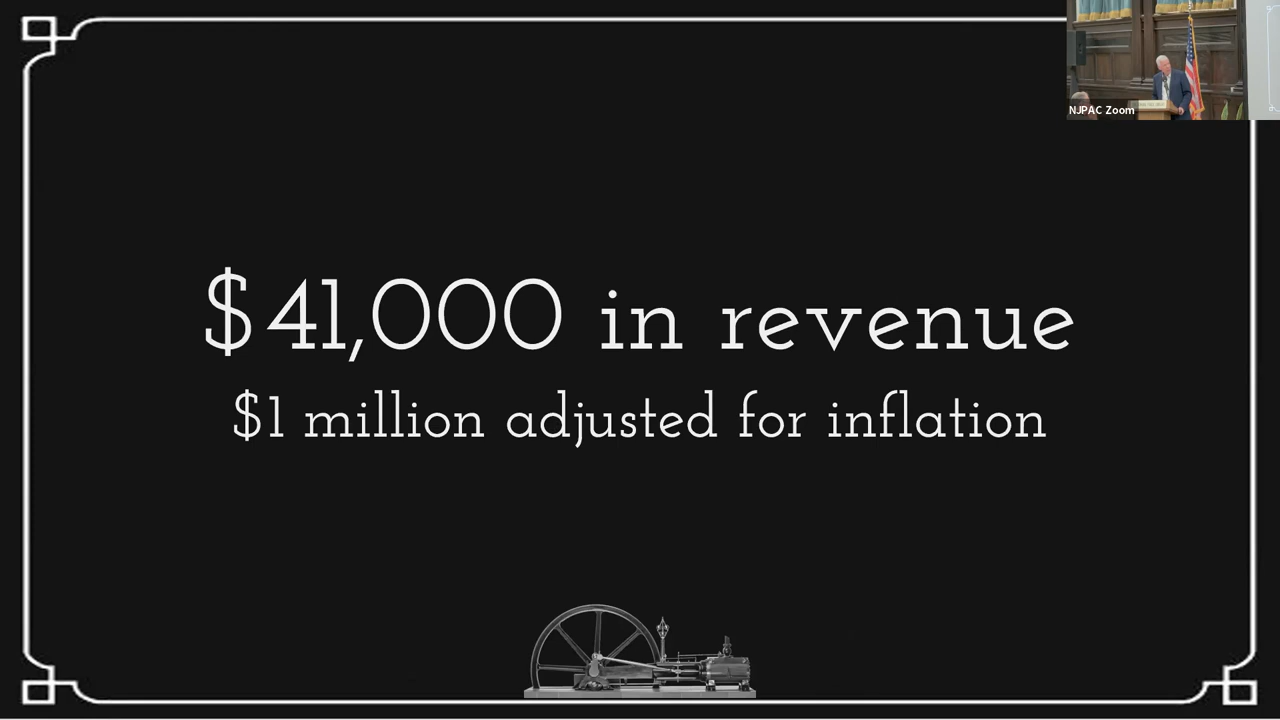 NJPAC Zoom
$41,000 in revenue
$1 million adjusted for inflation